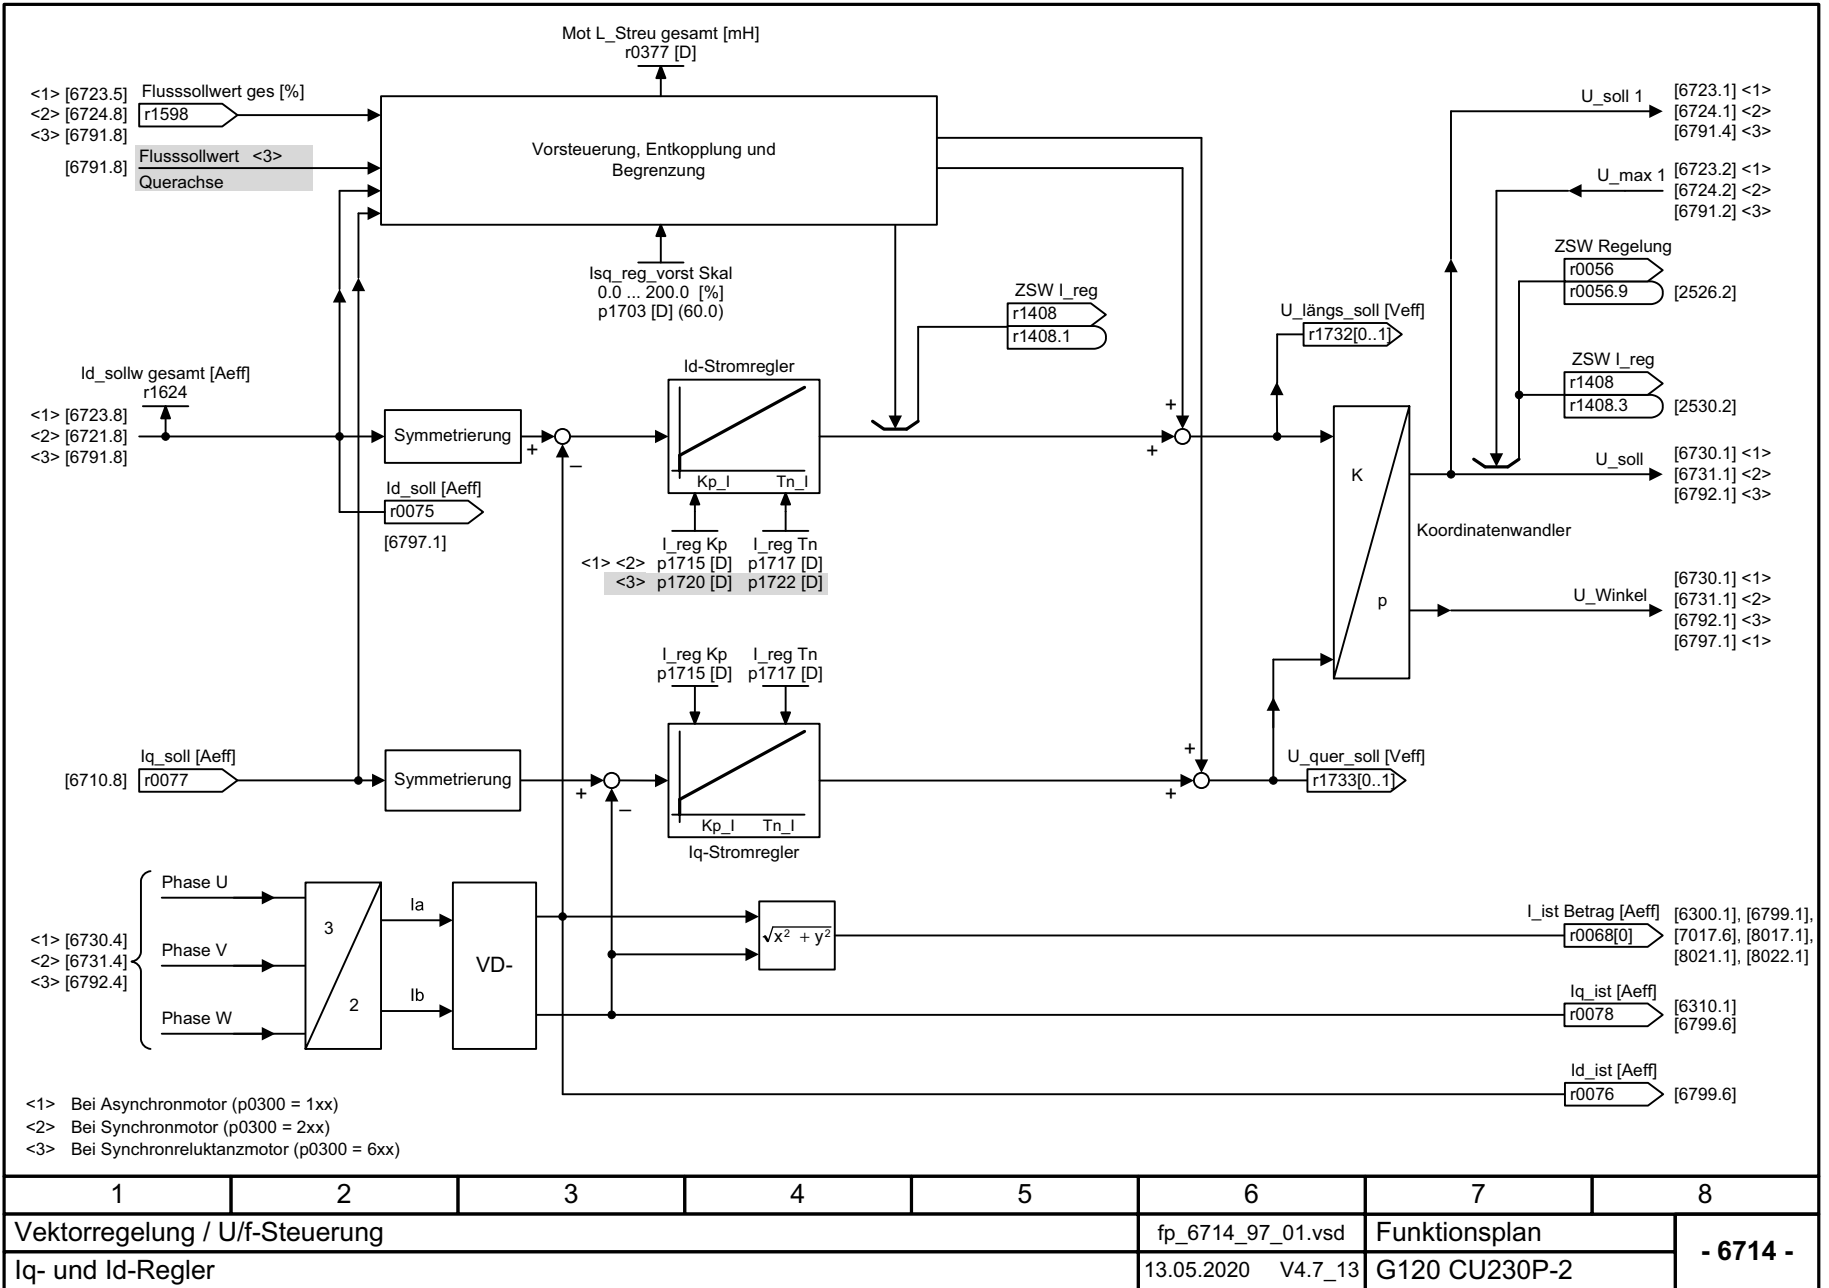 Mot L_Streu gesamt [mH]
r0377 [D]
<1> [6723.5]
<2> [6724.8]
<3> [6791.8]
Flusssollwert ges [%]
r1598
[6791.8]
Flusssollwert <3>
Querachse
Vorsteuerung, Entkopplung und
Begrenzung
Isq_reg_vorst Skal
0.0 ... 200.0 [%]
p1703 [D] (60.0)
U_soll 1
[6723.1] <1>
[6724.1] <2>
[6791.4] <3>
U_max 1
[6723.2] <1>
[6724.2] <2>
[6791.2] <3>
ZSW Regelung
r0056
r0056.9
[2526.2]
ZSW I_reg
r1408
r1408.1
U_längs_soll [Veff]
r1732[0..1]
ZSW I_reg
r1408
r1408.3
[2530.2]
Id_sollw gesamt [Aeff]
r1624
<1> [6723.8]
<2> [6721.8]
<3> [6791.8]
Symmetrierung
+
–
Id_soll [Aeff]
r0075
[6797.1]
Id-Stromregler
Kp_I Tn_I
I_reg Kp I_reg Tn
<1> <2> p1715 [D] p1717 [D]
<3> p1720 [D] p1722 [D]
+
+
K
p
Koordinatenwandler
U_soll
[6730.1] <1>
[6731.1] <2>
[6792.1] <3>
U_Winkel
[6730.1] <1>
[6731.1] <2>
[6792.1] <3>
[6797.1] <1>
I_reg Kp I_reg Tn
p1715 [D] p1717 [D]
[6710.8]
Iq_soll [Aeff]
r0077
Symmetrierung
+
–
Kp_I Tn_I
Iq-Stromregler
+
+
U_quer_soll [Veff]
r1733[0..1]
<1> [6730.4]
<2> [6731.4]
<3> [6792.4]
Phase U
Phase V
Phase W
3
2
Ia
Ib
VD-
√x² + y²
I_ist Betrag [Aeff]
r0068[0]
[6300.1], [6799.1],
[7017.6], [8017.1],
[8021.1], [8022.1]
Iq_ist [Aeff]
r0078
[6310.1]
[6799.6]
Id_ist [Aeff]
r0076
[6799.6]
<1> Bei Asynchronmotor (p0300 = 1xx)
<2> Bei Synchronmotor (p0300 = 2xx)
<3> Bei Synchronreluktanzmotor (p0300 = 6xx)
1 2 3 4 5 6 7 8
Vektorregelung / U/f-Steuerung
fp_6714_97_01.vsd
Funktionsplan
- 6714 -
Iq- und Id-Regler
13.05.2020 V4.7_13
G120 CU230P-2